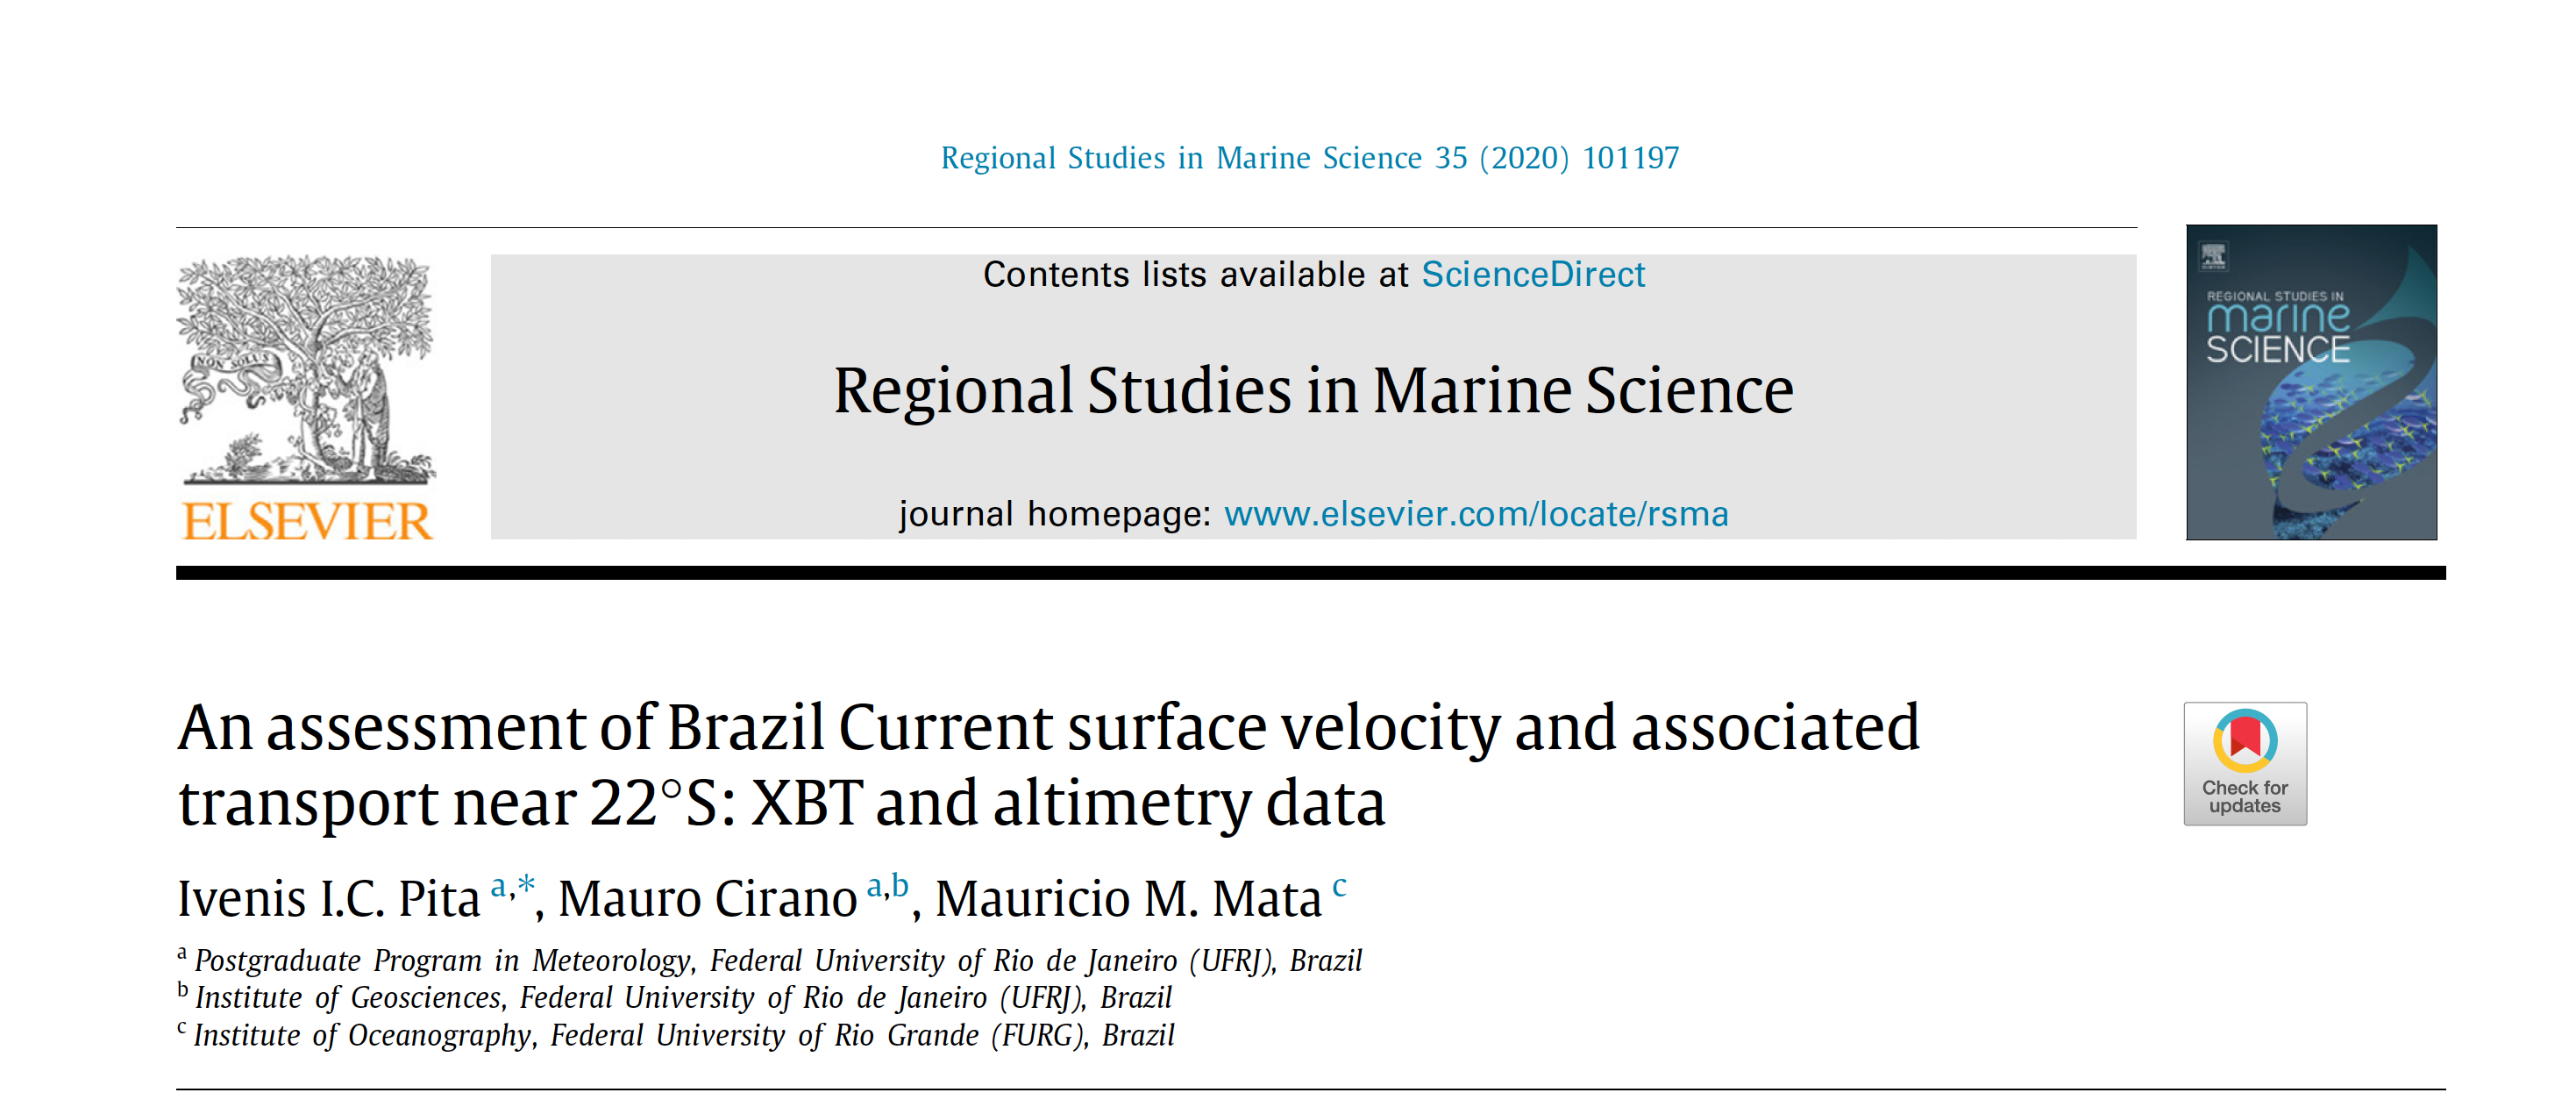 Regional Studies in Marine Science 35 (2020) 101197
Contents lists available at ScienceDirect
Regional Studies in Marine Science
journal homepage: www.elsevier.com/locate/rsma
NON SOLUS
ELSEVIER
REGIONAL STUDIES IN
marine
SCIENCE
An assessment of Brazil Current surface velocity and associated
transport near 22°S: XBT and altimetry data
Check for
updates
Ivenis I.C. Pita a,*, Mauro Cirano a,b, Mauricio M. Mata c
a Postgraduate Program in Meteorology, Federal University of Rio de Janeiro (UFRJ), Brazil
b Institute of Geosciences, Federal University of Rio de Janeiro (UFRJ), Brazil
c Institute of Oceanography, Federal University of Rio Grande (FURG), Brazil